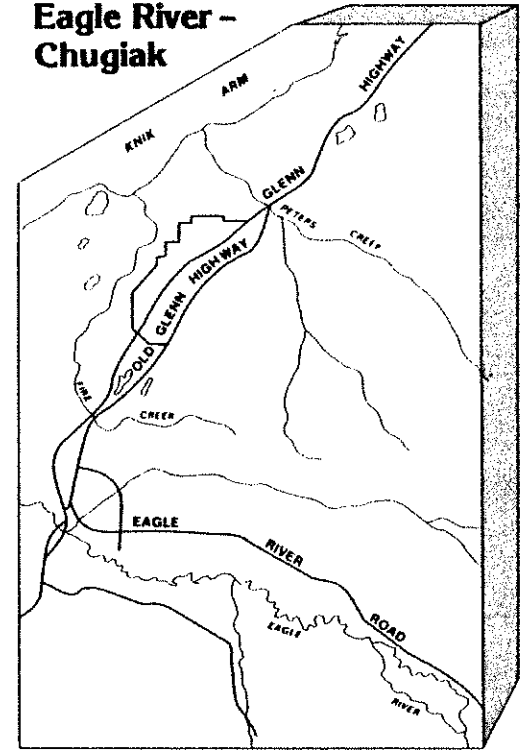 Eagle River –
Chugiak
KNIK ARM
GLENN HIGHWAY
PETERS CREEK
OLD GLENN HIGHWAY
FIRE CREEK
EAGLE RIVER ROAD
EAGLE RIVER